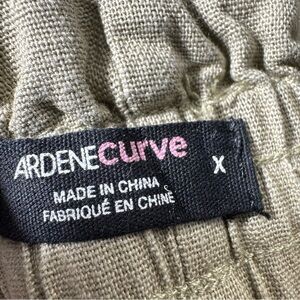 ARDENEcurve
X
MADE IN CHINA
FABRIQUÉ EN CHINE